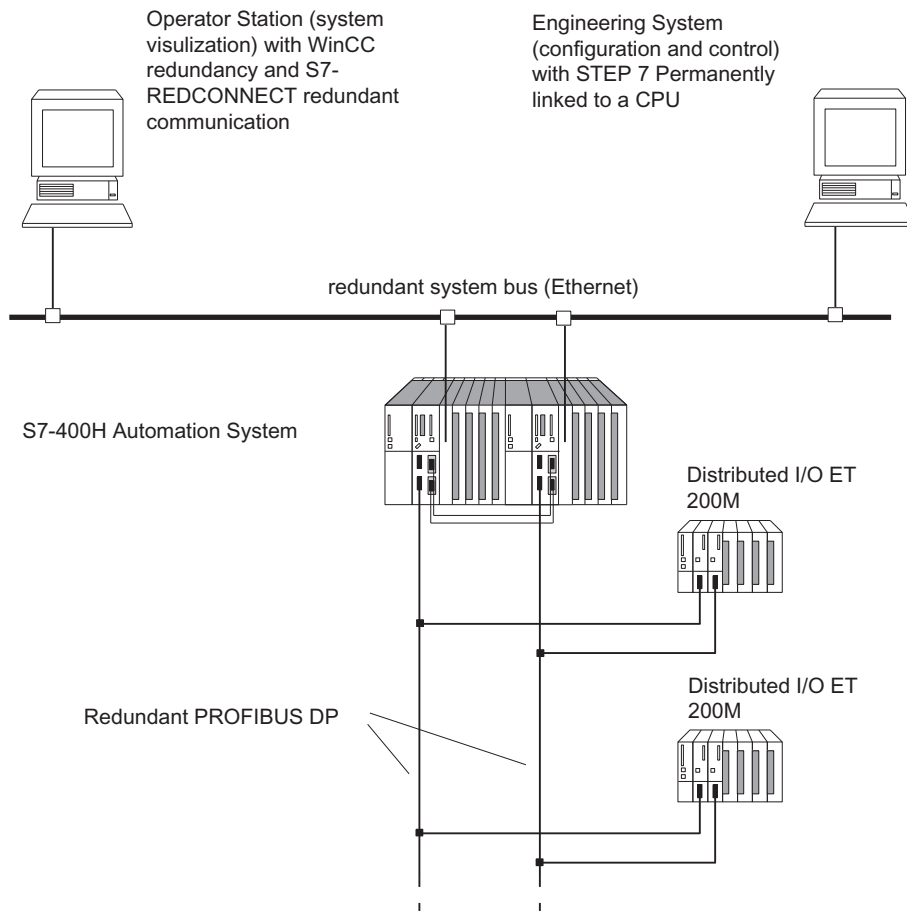 Operator Station (system
visulization) with WinCC
redundancy and S7-
REDCONNECT redundant
communication
Engineering System
(configuration and control)
with STEP 7 Permanently
linked to a CPU
redundant system bus (Ethernet)
S7-400H Automation System
Distributed I/O ET
200M
Distributed I/O ET
200M
Redundant PROFIBUS DP